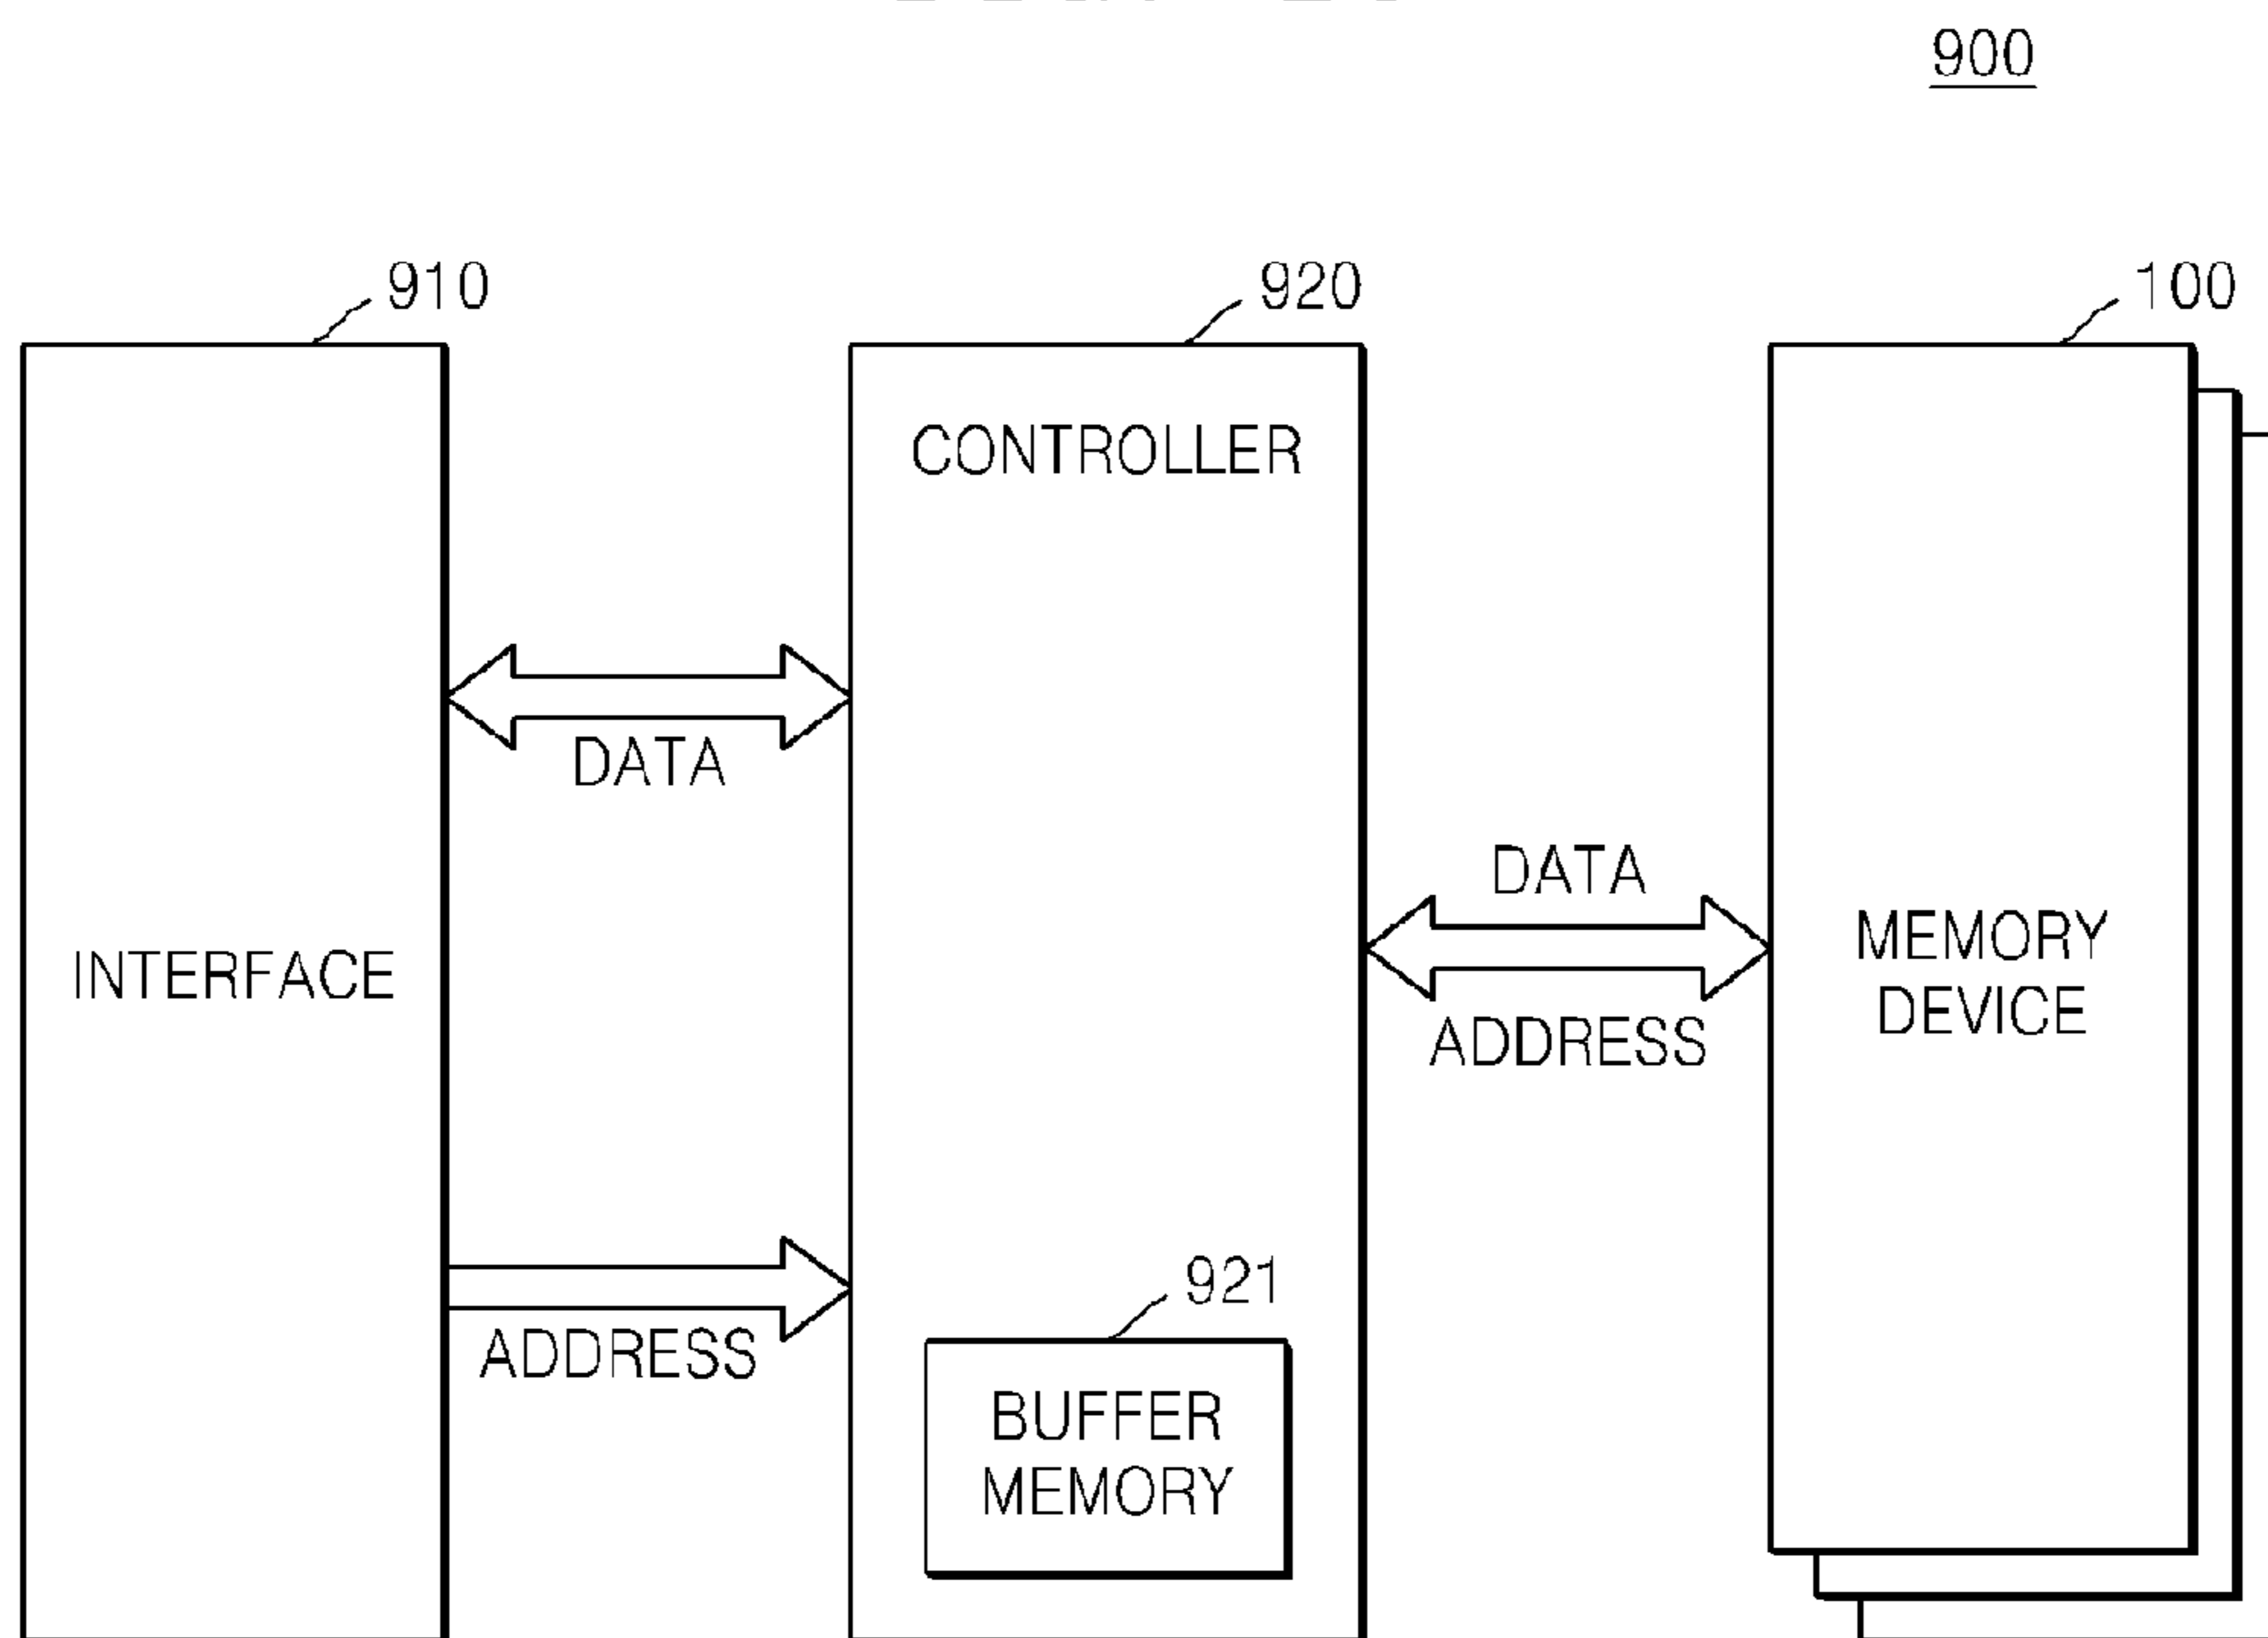 900
910
920
100
CONTROLLER
DATA
DATA
INTERFACE
MEMORY
DEVICE
ADDRESS
921
ADDRESS
BUFFER
MEMORY